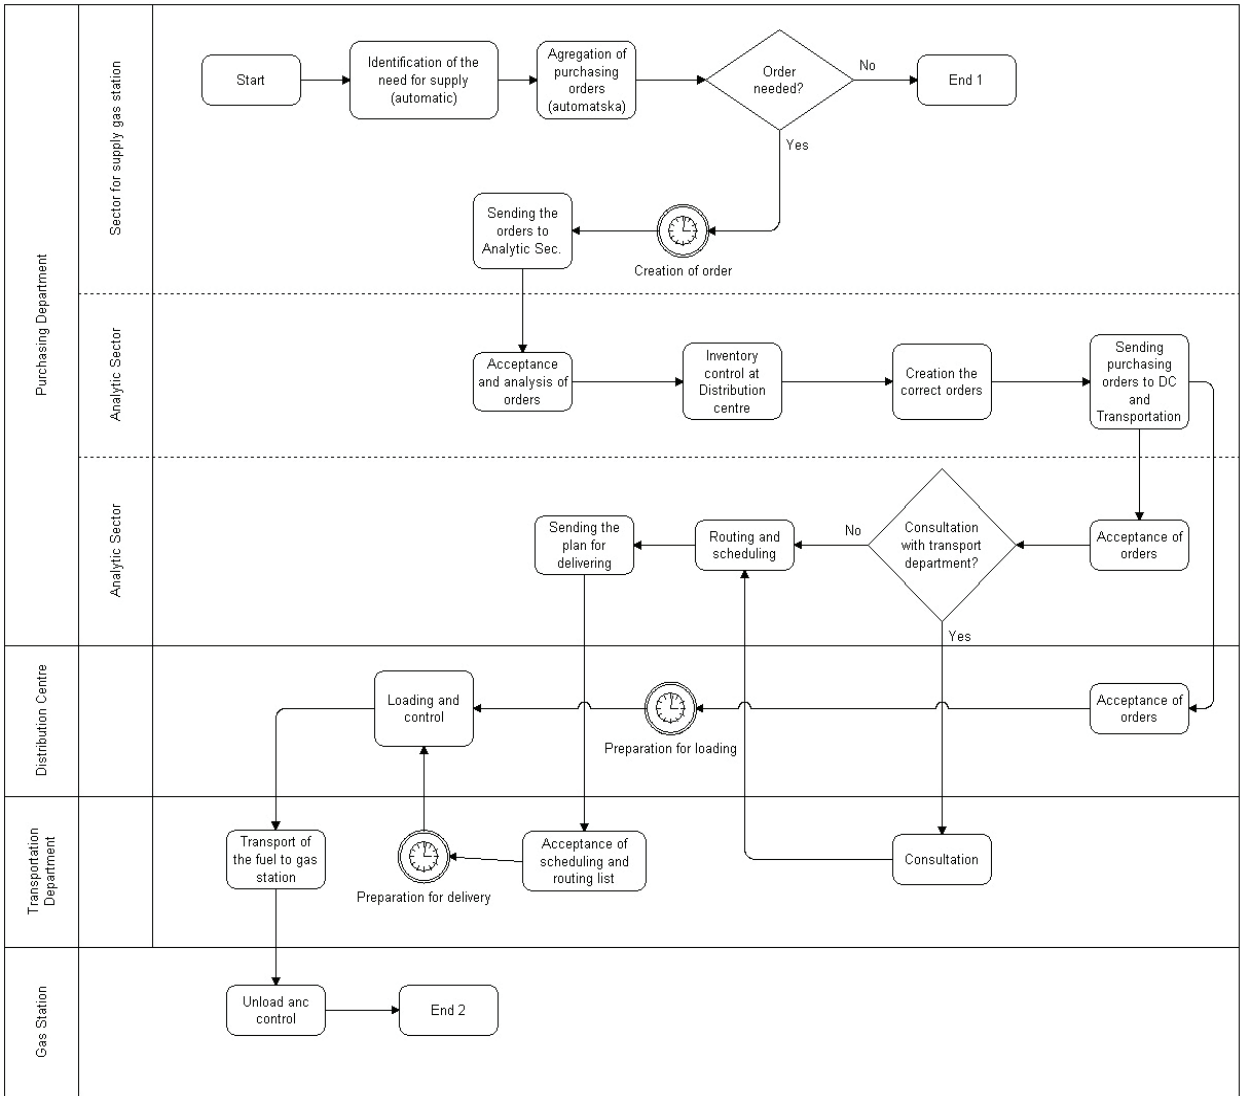 Purchasing Department
Sector for supply gas station
Start
Identification of the
need for supply
(automatic)
Agregation of
purchasing
orders
(automatska)
Order
needed?
No
End 1
Yes
Creation of order
Sending the
orders to
Analytic Sec.
Analytic Sector
Acceptance
and analysis of
orders
Inventory
control at
Distribution
centre
Creation the
correct orders
Sending
purchasing
orders to DC
and
Transportation
Analytic Sector
Acceptance of
orders
Consultation
with transport
department?
No
Yes
Routing and
scheduling
Sending the
plan for
delivering
Distribution Centre
Acceptance of
orders
Preparation for loading
Loading and
control
Transportation
Department
Transport of
the fuel to gas
station
Preparation for delivery
Acceptance of
scheduling and
routing list
Consultation
Gas Station
Unload anc
control
End 2